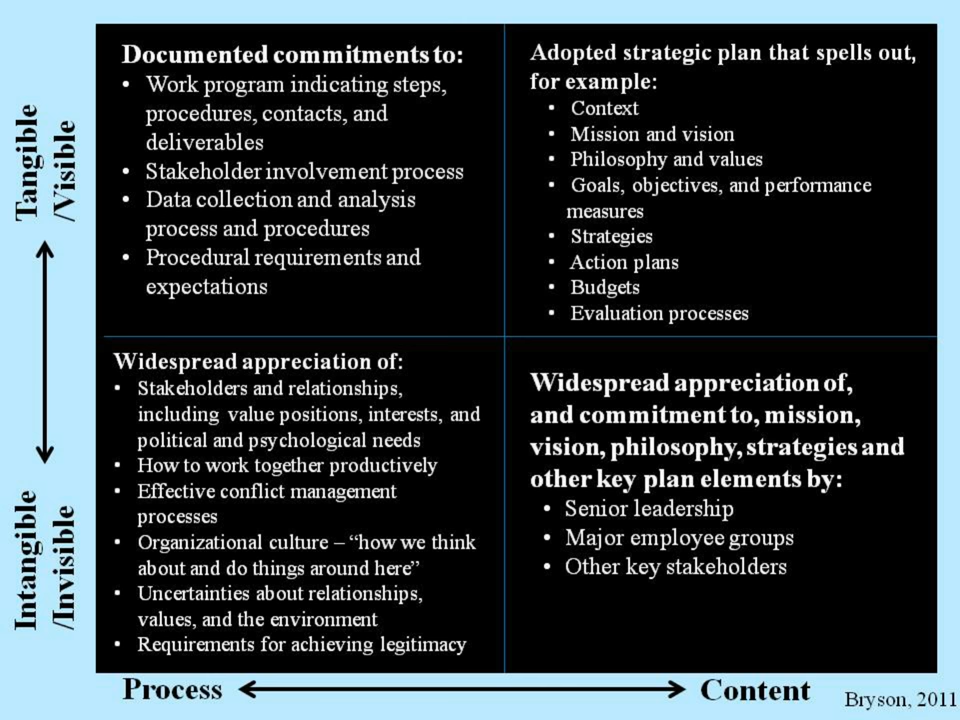 Tangible
/Visible
Documented commitments to:
• Work program indicating steps,
procedures, contacts, and
deliverables
• Stakeholder involvement process
• Data collection and analysis
process and procedures
• Procedural requirements and
expectations
Adopted strategic plan that spells out,
for example:
• Context
• Mission and vision
• Philosophy and values
• Goals, objectives, and performance
measures
• Strategies
• Action plans
• Budgets
• Evaluation processes
Intangible
/Invisible
Widespread appreciation of:
• Stakeholders and relationships,
including value positions, interests, and
political and psychological needs
• How to work together productively
• Effective conflict management
processes
• Organizational culture – “how we think
about and do things around here”
• Uncertainties about relationships,
values, and the environment
• Requirements for achieving legitimacy
Widespread appreciation of,
and commitment to, mission,
vision, philosophy, strategies and
other key plan elements by:
• Senior leadership
• Major employee groups
• Other key stakeholders
Process
Content
Bryson, 2011